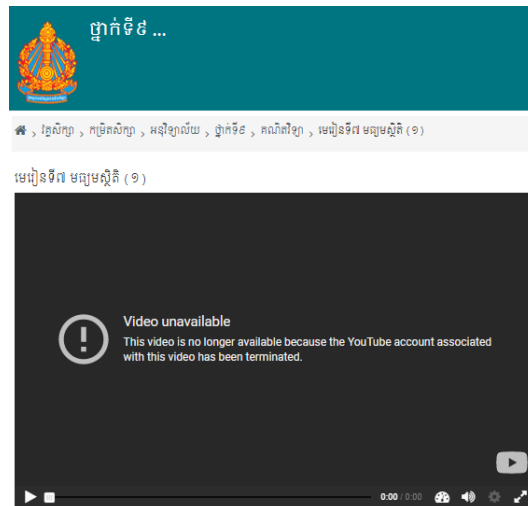 ថ្នាក់ទី៩ ...
វគ្គសិក្សា > កម្រិតសិក្សា > អនុវិទ្យាល័យ > ថ្នាក់ទី៩ > គណិតវិទ្យា > មេរៀនទី៧ មធ្យមស្ថិតិ (១)
មេរៀនទី៧ មធ្យមស្ថិតិ (១)
Video unavailable
This video is no longer available because the YouTube account associated
with this video has been terminated.
0:00 / 0:00